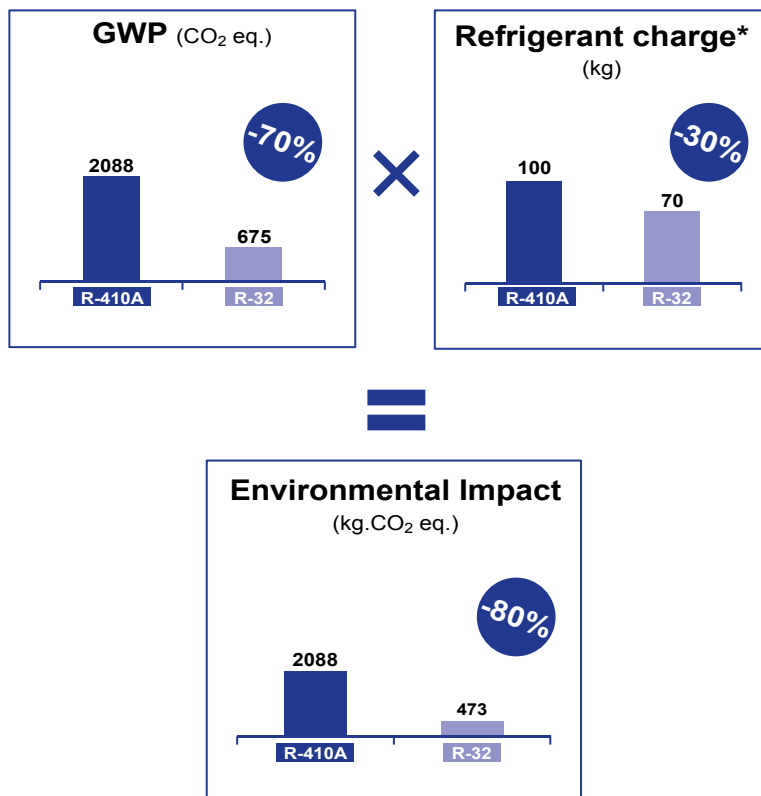 GWP (CO₂ eq.)
-70%
2088
675
R-410A
R-32
×
Refrigerant charge*
(kg)
-30%
100
70
R-410A
R-32
=
Environmental Impact
(kg.CO₂ eq.)
-80%
2088
473
R-410A
R-32